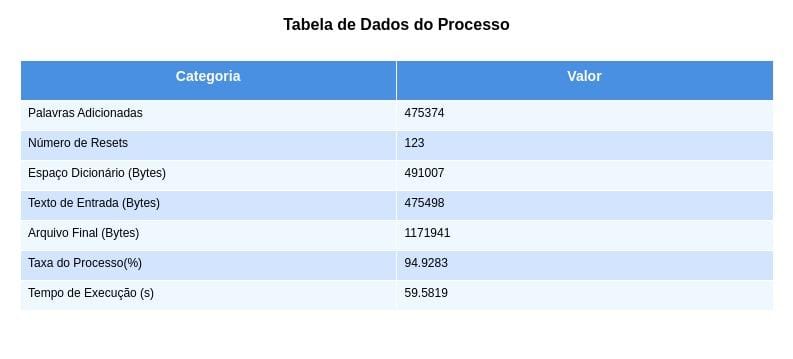 Tabela de Dados do Processo
Categoria Valor
Palavras Adicionadas 475374
Número de Resets 123
Espaço Dicionário (Bytes) 491007
Texto de Entrada (Bytes) 475498
Arquivo Final (Bytes) 1171941
Taxa do Processo(%) 94.9283
Tempo de Execução (s) 59.5819